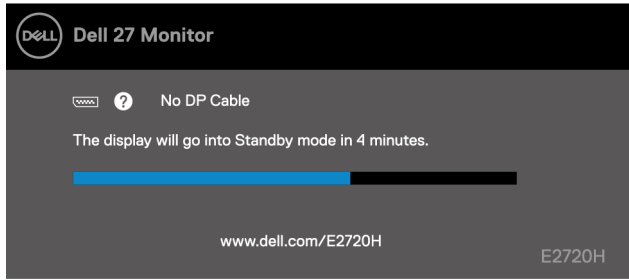 DELL Dell 27 Monitor
? No DP Cable
The display will go into Standby mode in 4 minutes.
www.dell.com/E2720H
E2720H